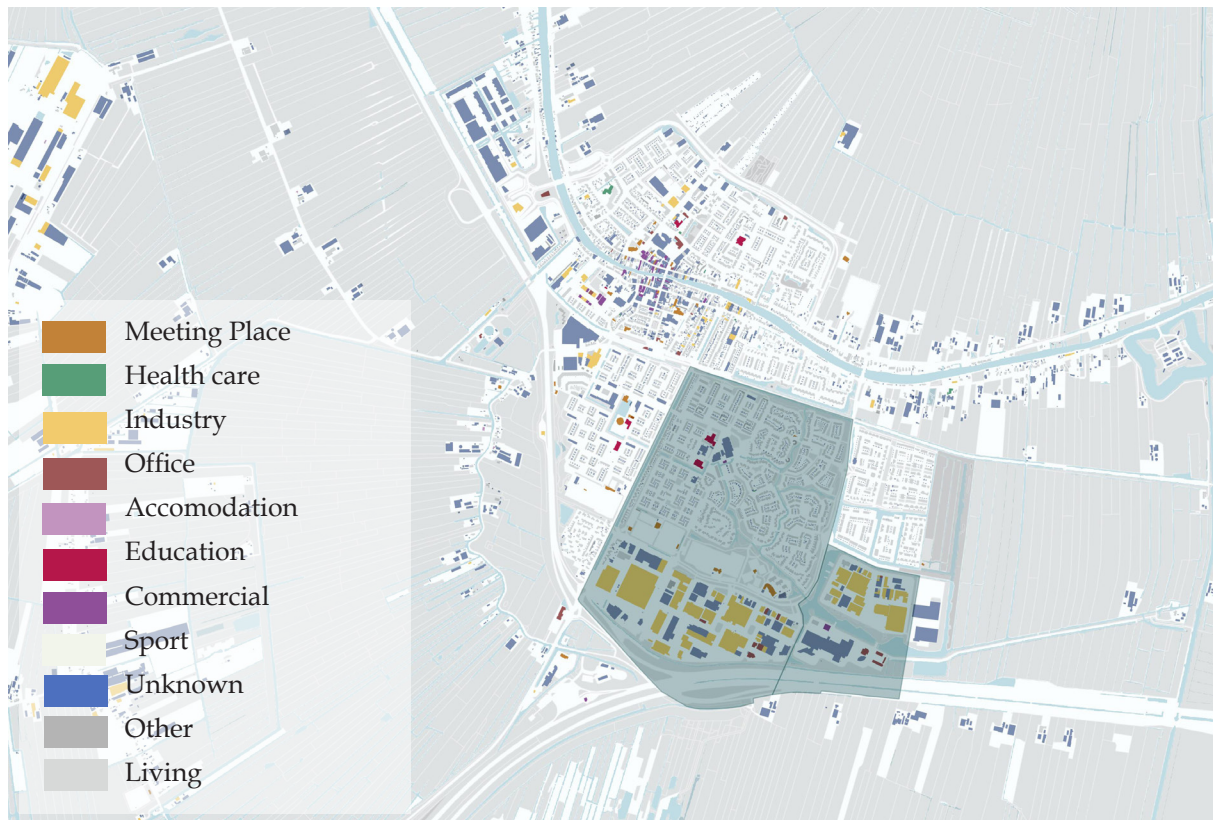 Meeting Place
Health care
Industry
Office
Accomodation
Education
Commercial
Sport
Unknown
Other
Living